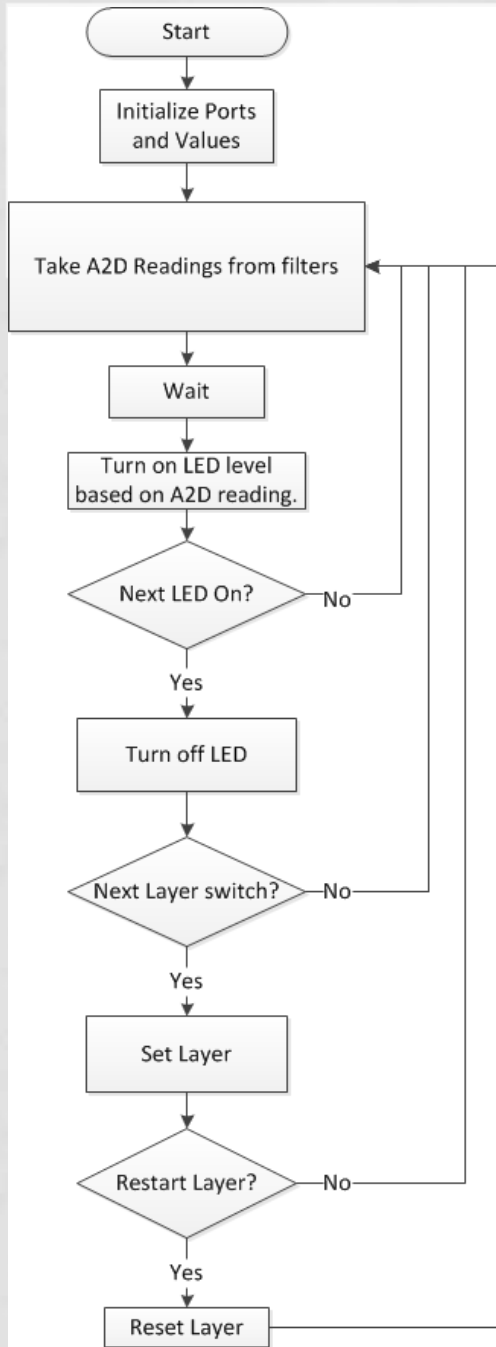 Start
Initialize Ports
and Values
Take A2D Readings from filters
Wait
Turn on LED level
based on A2D reading.
Next LED On?
No
Yes
Turn off LED
Next Layer switch?
No
Yes
Set Layer
Restart Layer?
No
Yes
Reset Layer